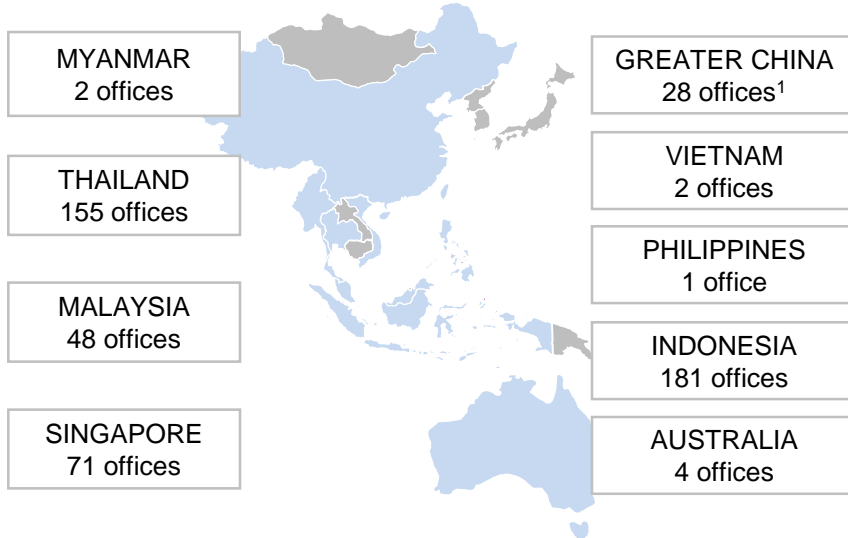 MYANMAR
2 offices
THAILAND
155 offices
MALAYSIA
48 offices
SINGAPORE
71 offices
GREATER CHINA
28 offices¹
VIETNAM
2 offices
PHILIPPINES
1 office
INDONESIA
181 offices
AUSTRALIA
4 offices